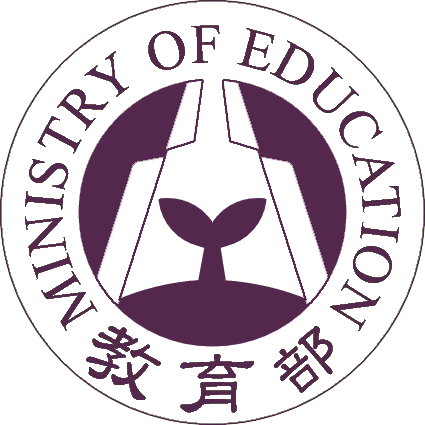 MINISTRY OF EDUCATION
教育部